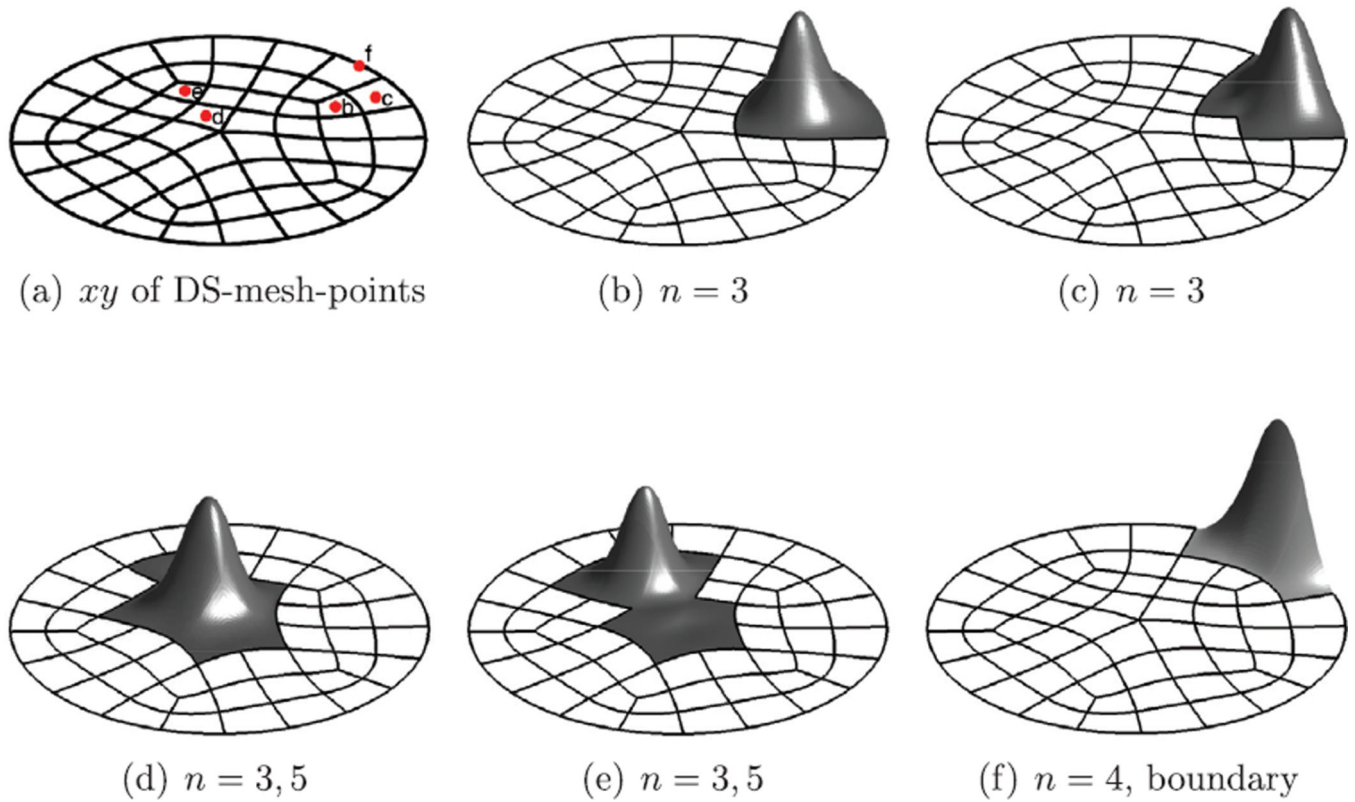 f
e
d
b
c
(a) xy of DS-mesh-points
(b) n = 3
(c) n = 3
(d) n = 3, 5
(e) n = 3, 5
(f) n = 4, boundary